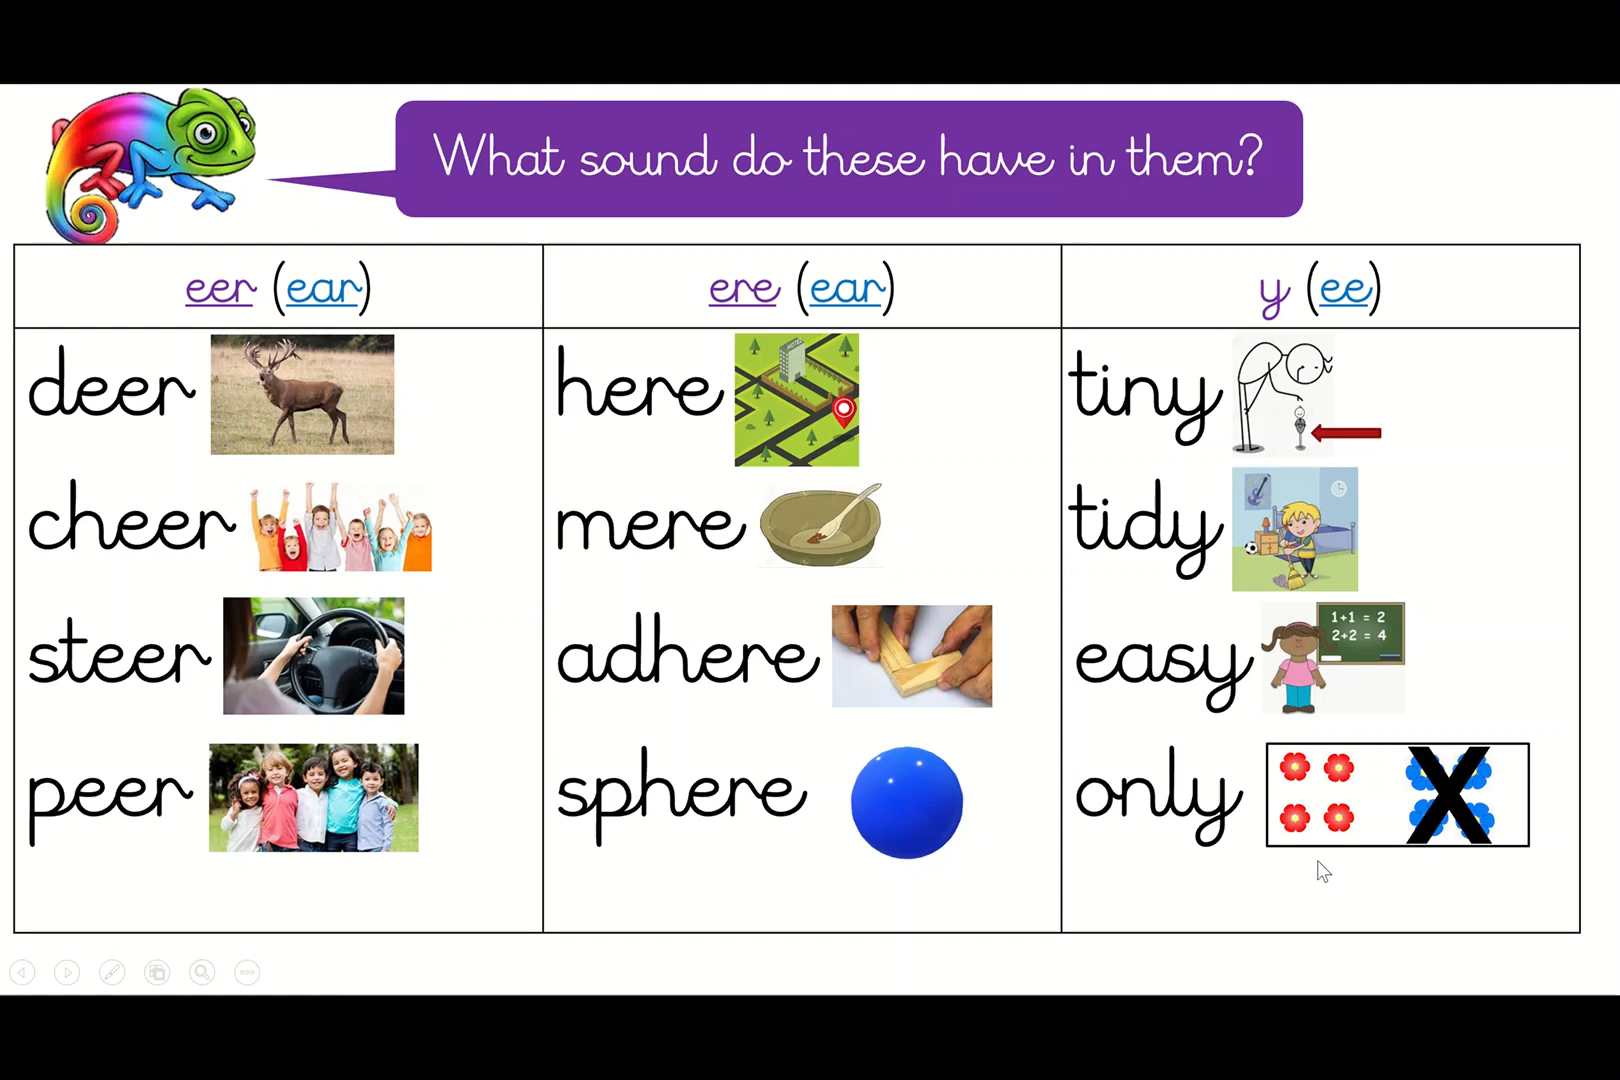 What sound do these have in them?
eer (ear)
deer
cheer
steer
peer
ere (ear)
here
mere
adhere
sphere
y (ee)
tiny
tidy
easy
1+1 = 2
2+2 = 4
only